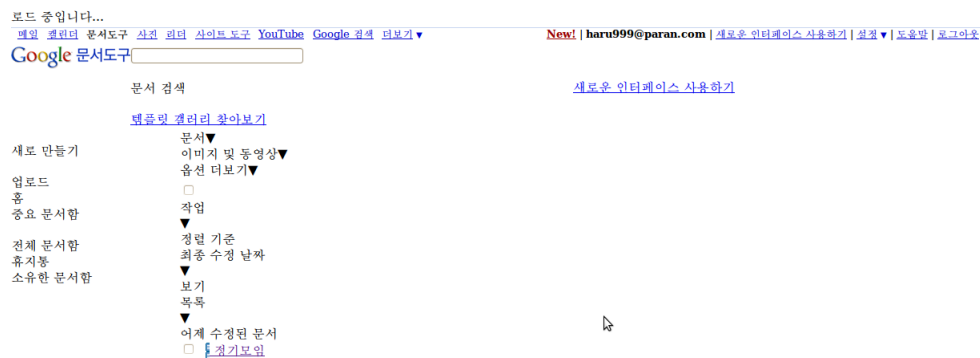 로드 중입니다...
메일 캘린더 문서도구 사진 리더 사이트 도구 YouTube Google 검색 더보기 ▼ New! | haru999@paran.com | 새로운 인터페이스 사용하기 | 설정 ▼ | 도움말 | 로그아웃
Google 문서도구
문서 검색 새로운 인터페이스 사용하기
템플릿 갤러리 찾아보기
새로 만들기
업로드
홈
중요 문서함
전체 문서함
휴지통
소유한 문서함
문서▼
이미지 및 동영상▼
옵션 더보기▼
작업
▼
정렬 기준
최종 수정 날짜
▼
보기
목록
▼
어제 수정된 문서
정기모임